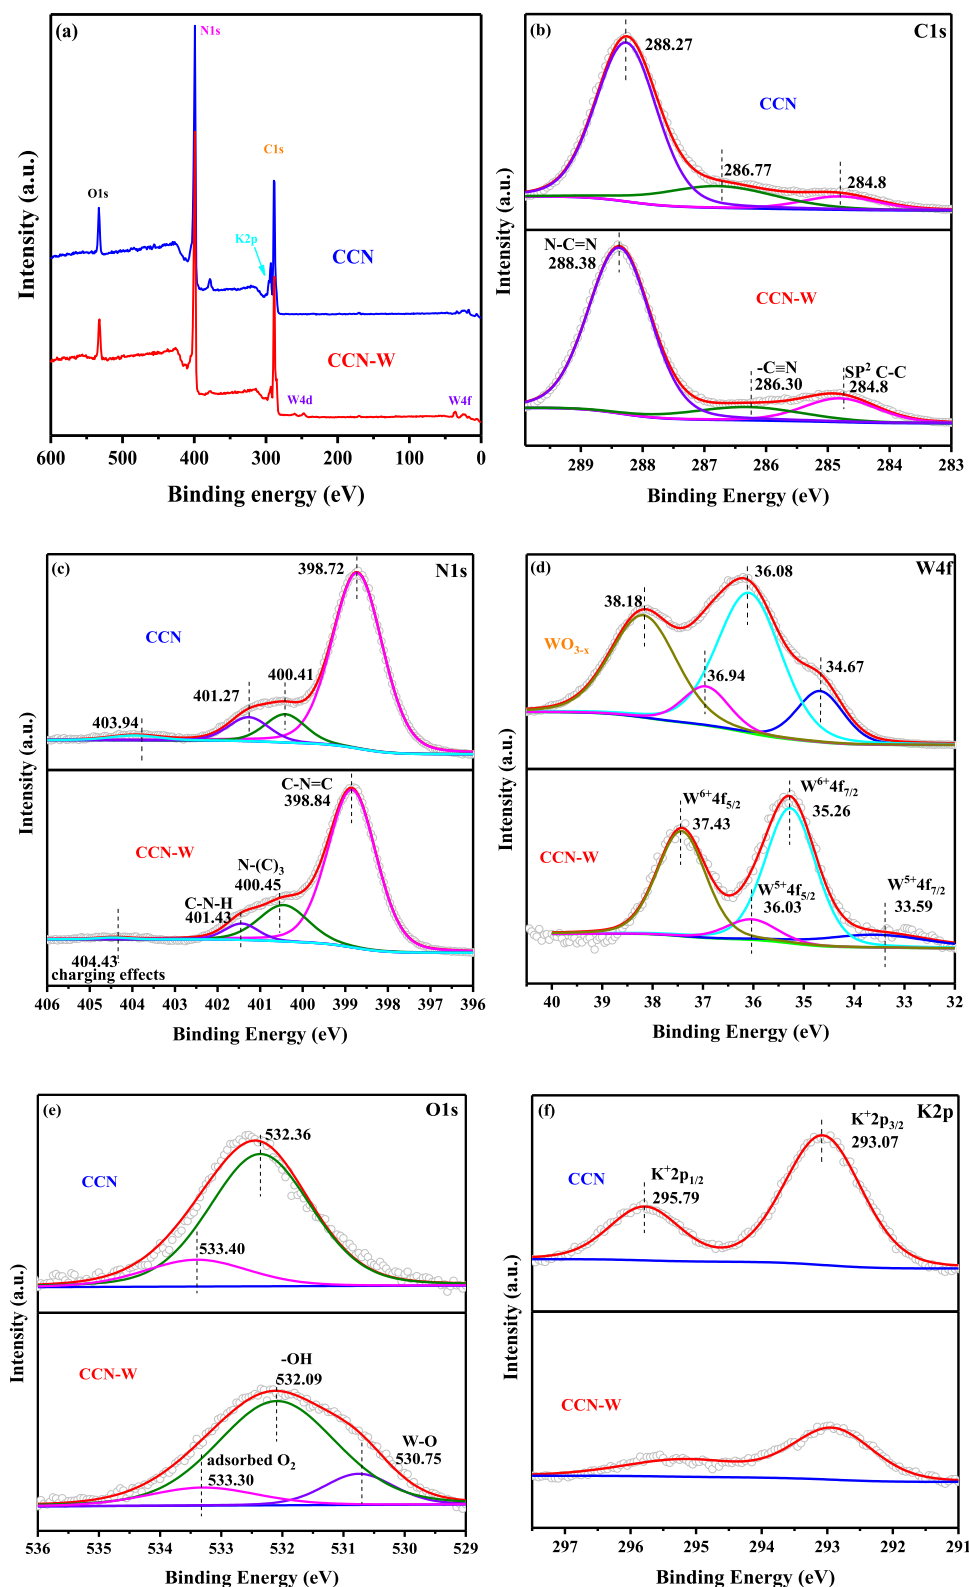 (a)
N1s
C1s
O1s
K2p
CCN
CCN-W
W4d
W4f
Intensity (a.u.)
600 500 400 300 200 100 0
Binding energy (eV)
(b)
C1s
288.27
CCN
286.77
284.8
N-C=N
288.38
CCN-W
-C≡N
286.30
SP² C-C
284.8
Intensity (a.u.)
289 288 287 286 285 284 283
Binding Energy (eV)
(c)
N1s
398.72
CCN
400.41
401.27
403.94
C-N=C
398.84
CCN-W
N-(C)₃
400.45
C-N-H
401.43
404.43
charging effects
Intensity (a.u.)
406 405 404 403 402 401 400 399 398 397 396
Binding Energy (eV)
(d)
W4f
36.08
38.18
WO₃₋ₓ
36.94
34.67
W⁶⁺4f₇/₂
35.26
W⁶⁺4f₅/₂
37.43
CCN-W
W⁵⁺4f₅/₂
36.03
W⁵⁺4f₇/₂
33.59
Intensity (a.u.)
40 39 38 37 36 35 34 33 32
Binding Energy (eV)
(e)
O1s
532.36
CCN
533.40
-OH
532.09
CCN-W
W-O
530.75
adsorbed O₂
533.30
Intensity (a.u.)
536 535 534 533 532 531 530 529
Binding Energy (eV)
(f)
K2p
K⁺2p₃/₂
293.07
CCN
K⁺2p₁/₂
295.79
CCN-W
Intensity (a.u.)
297 296 295 294 293 292 291
Binding Energy (eV)